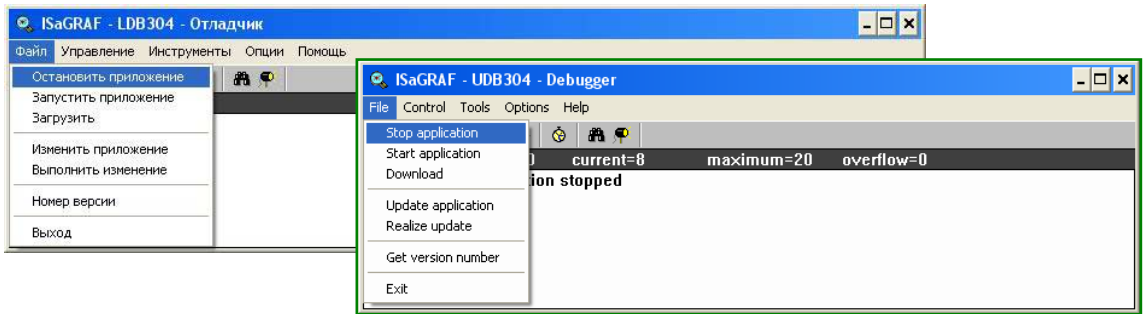 ISaGRAF - LDB304 - Отладчик
Файл Управление Инструменты Опции Помощь
Остановить приложение
Запустить приложение
Загрузить
Изменить приложение
Выполнить изменение
Номер версии
Выход
ISaGRAF - UDB304 - Debugger
File Control Tools Options Help
Stop application
Start application
Download
Update application
Realize update
Get version number
Exit
current=8 maximum=20 overflow=0
stopped